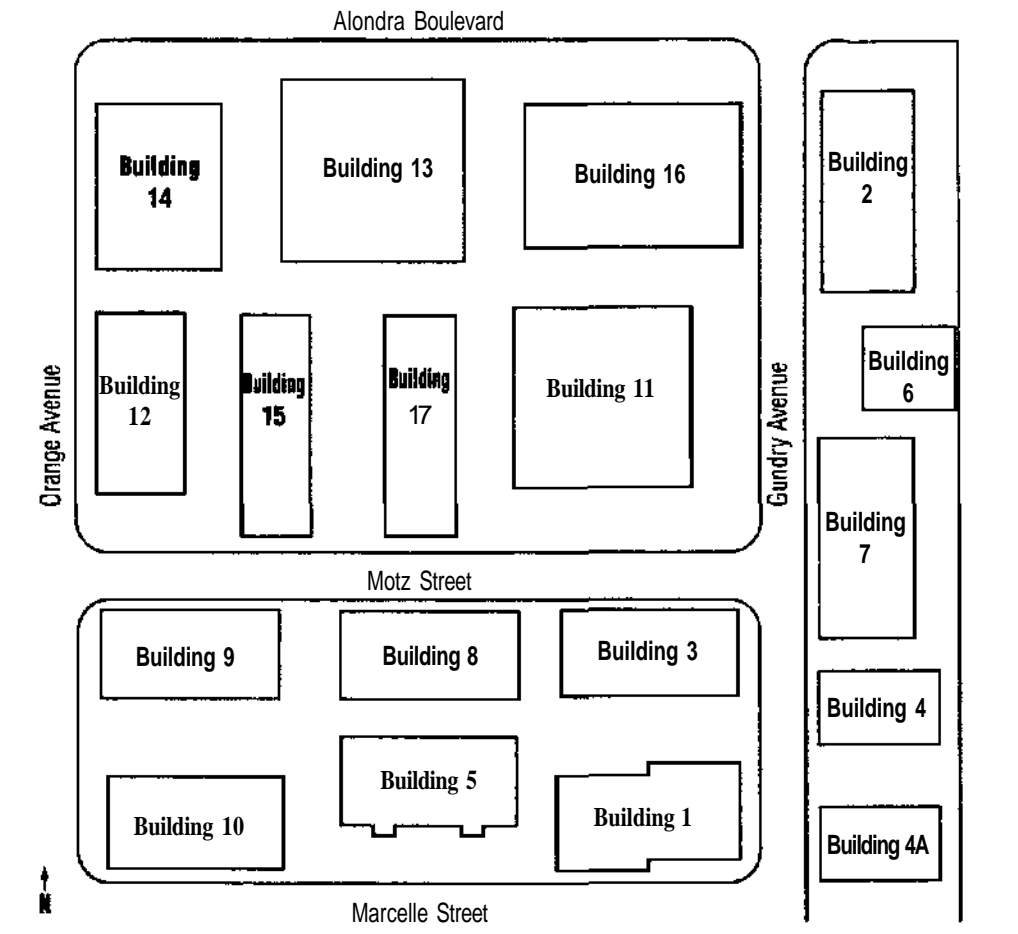 Alondra Boulevard
Building
14
Building 13
Building 16
Building
2
Orange Avenue
Building
12
Building
15
Building
17
Building 11
Gundry Avenue
Building
6
Building
7
Motz Street
Building 9
Building 8
Building 3
Building 4
Building 10
Building 5
Building 1
Building 4A
Marcelle Street